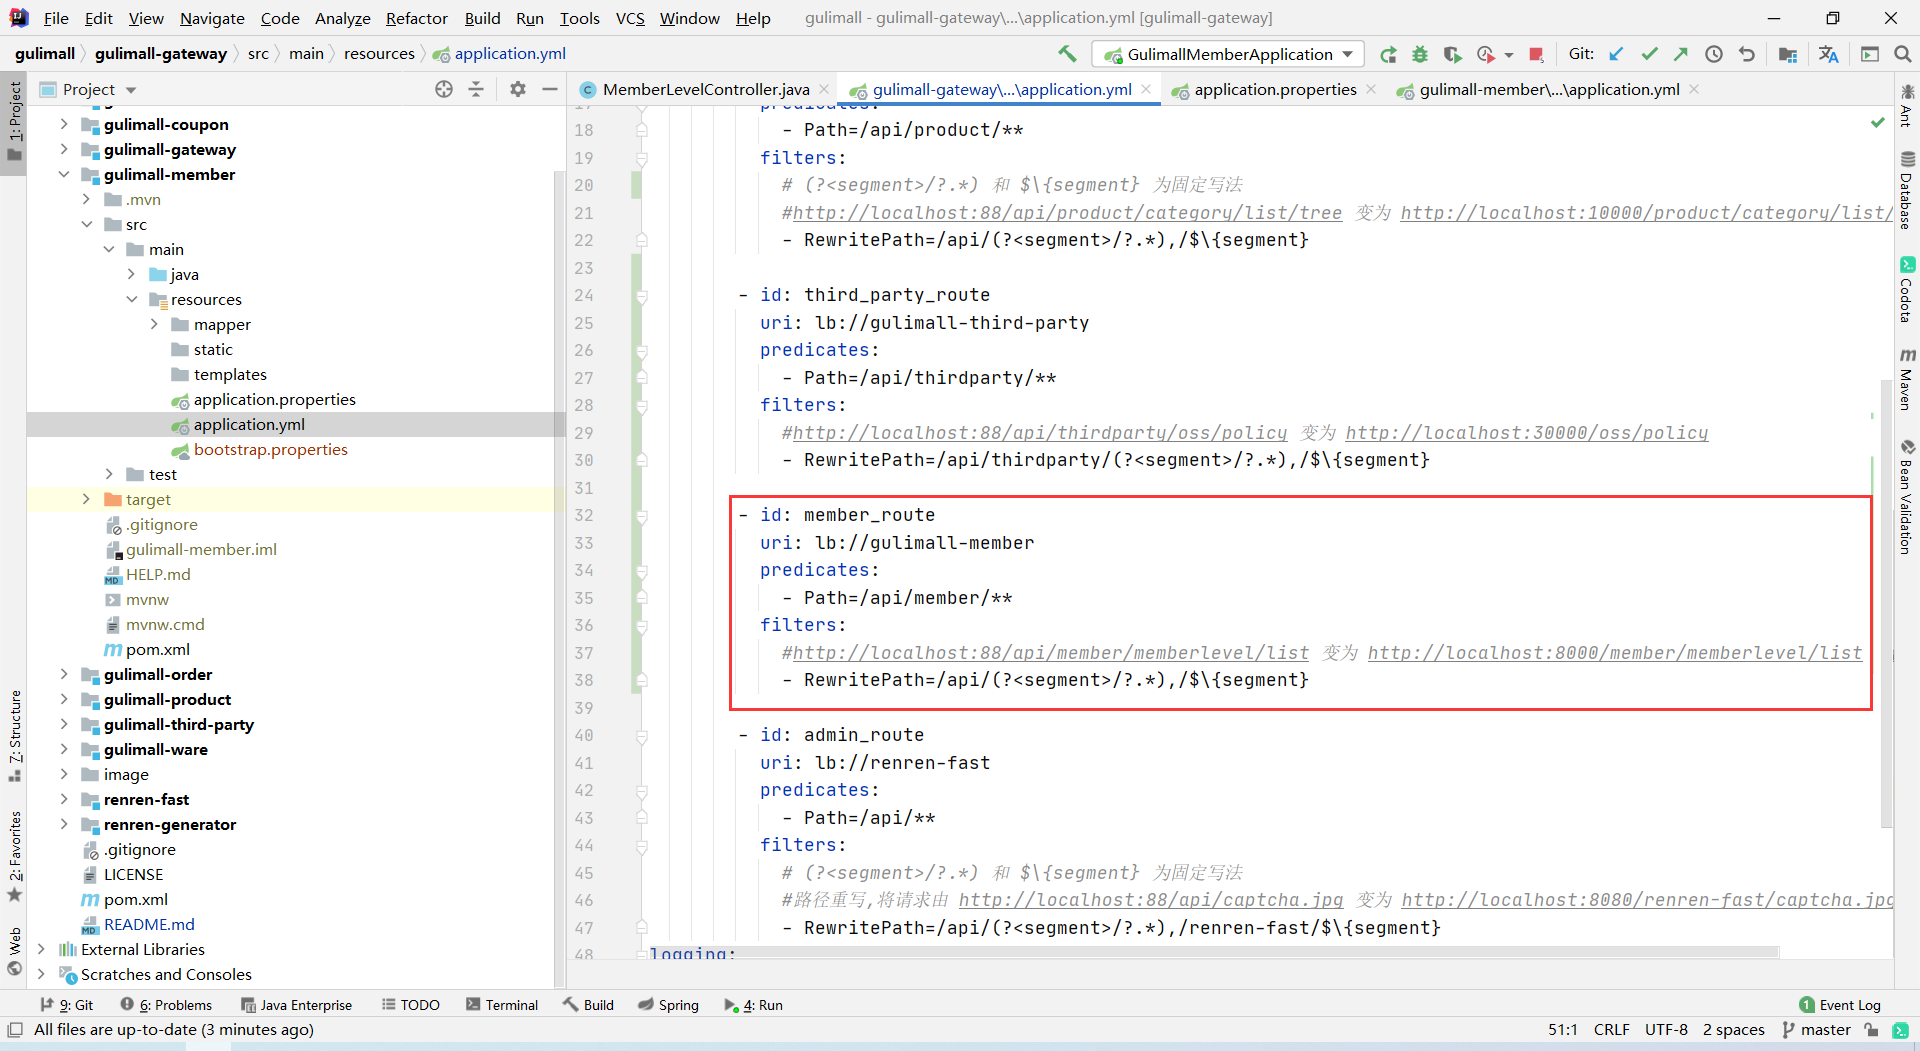 File Edit View Navigate Code Analyze Refactor Build Run Tools VCS Window Help gulimall - gulimall-gateway\...\application.yml [gulimall-gateway]
gulimall gulimall-gateway src main resources application.yml GulimallMemberApplication Git:
Project
MemberLevelController.java gulimall-gateway\...\application.yml application.properties gulimall-member\...\application.yml
1: Project
7: Structure
2: Favorites
Web
gulimall-coupon
gulimall-gateway
gulimall-member
.mvn
src
main
java
resources
mapper
static
templates
application.properties
application.yml
bootstrap.properties
test
target
.gitignore
gulimall-member.iml
HELP.md
mvnw
mvnw.cmd
pom.xml
gulimall-order
gulimall-product
gulimall-third-party
gulimall-ware
image
renren-fast
renren-generator
.gitignore
LICENSE
pom.xml
README.md
External Libraries
Scratches and Consoles
17 predicates:
18 - Path=/api/product/**
19 filters:
20 # (?<segment>/?.*) 和 $\{segment} 为固定写法
21 #http://localhost:88/api/product/category/list/tree 变为 http://localhost:10000/product/category/list/
22 - RewritePath=/api/(?<segment>/?.*),/$\{segment}
23
24 - id: third_party_route
25 uri: lb://gulimall-third-party
26 predicates:
27 - Path=/api/thirdparty/**
28 filters:
29 #http://localhost:88/api/thirdparty/oss/policy 变为 http://localhost:30000/oss/policy
30 - RewritePath=/api/thirdparty/(?<segment>/?.*),/$\{segment}
31
32 - id: member_route
33 uri: lb://gulimall-member
34 predicates:
35 - Path=/api/member/**
36 filters:
37 #http://localhost:88/api/member/memberlevel/list 变为 http://localhost:8000/member/memberlevel/list
38 - RewritePath=/api/(?<segment>/?.*),/$\{segment}
39
40 - id: admin_route
41 uri: lb://renren-fast
42 predicates:
43 - Path=/api/**
44 filters:
45 # (?<segment>/?.*) 和 $\{segment} 为固定写法
46 #路径重写,将请求由 http://localhost:88/api/captcha.jpg 变为 http://localhost:8080/renren-fast/captcha.jpg
47 - RewritePath=/api/(?<segment>/?.*),/renren-fast/$\{segment}
48 logging:
Ant
Database
Codota
Maven
Bean Validation
9: Git 6: Problems Java Enterprise TODO Terminal Build Spring 4: Run 1 Event Log
All files are up-to-date (3 minutes ago) 51:1 CRLF UTF-8 2 spaces master